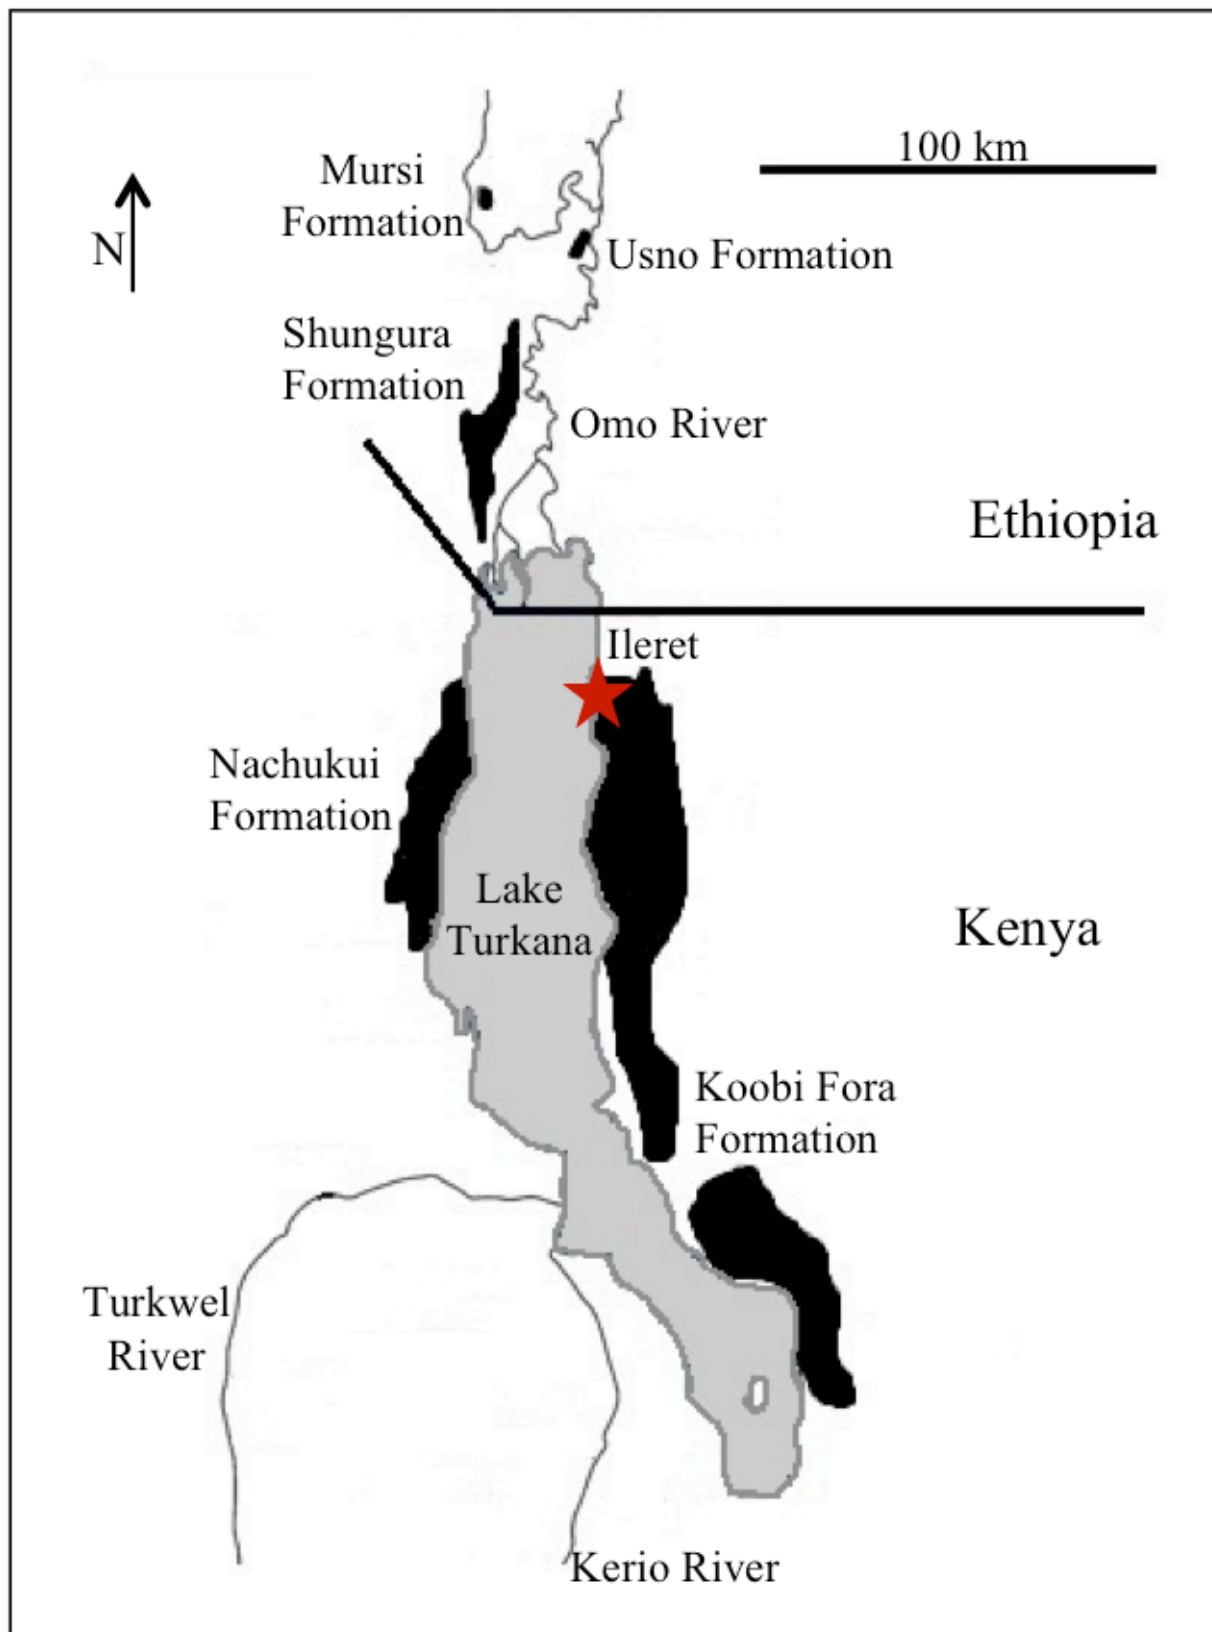 100 km
Mursi
Formation
N
Usno Formation
Shungura
Formation
Omo River
Ethiopia
Ileret
Nachukui
Formation
Lake
Turkana
Kenya
Koobi Fora
Formation
Turkwel
River
Kerio River